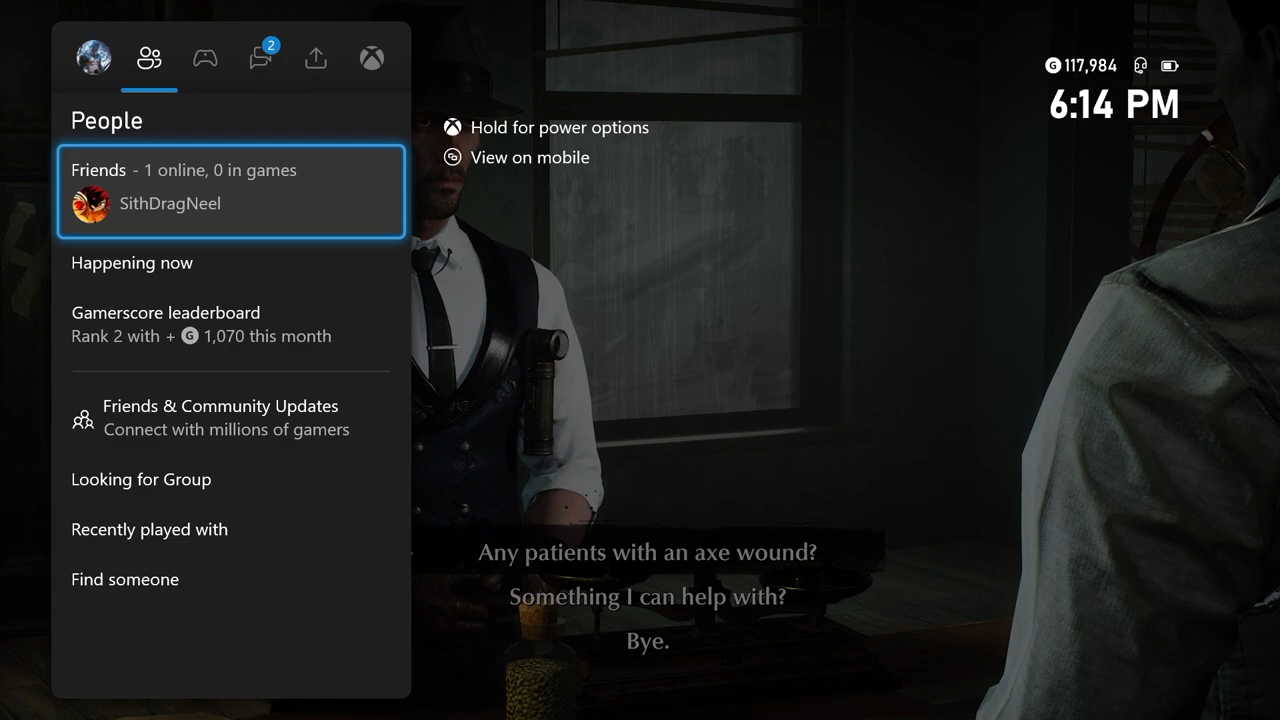 2
People
Friends - 1 online, 0 in games
SithDragNeel
Happening now
Gamerscore leaderboard
Rank 2 with + G 1,070 this month
Friends & Community Updates
Connect with millions of gamers
Looking for Group
Recently played with
Find someone
Hold for power options
View on mobile
G 117,984
6:14 PM
Any patients with an axe wound?
Something I can help with?
Bye.